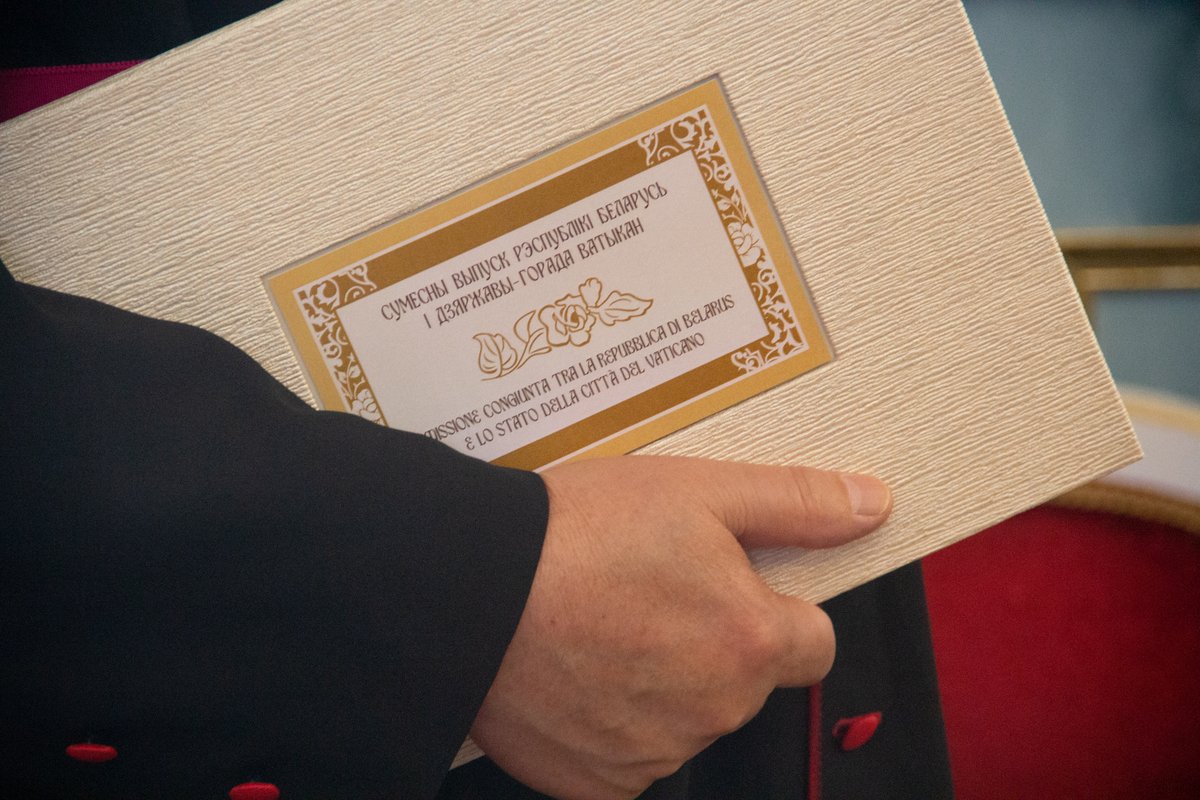 СУМЕСНЫ ВЫПУСК РЭСПУБЛІКІ БЕЛАРУСЬ
І ДЗЯРЖАВЫ-ГОРАДА ВАТЫКАН
CONGIUNTA TRA LA REPUBBLICA DI BELARUS
E LO STATO DELLA CITTÀ DEL VATICANO